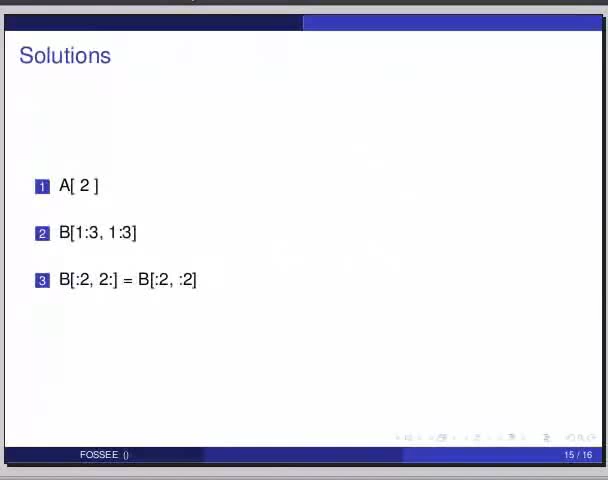 Solutions
1 A[ 2 ]
2 B[1:3, 1:3]
3 B[:2, 2:] = B[:2, :2]
FOSSEE () 15 / 16